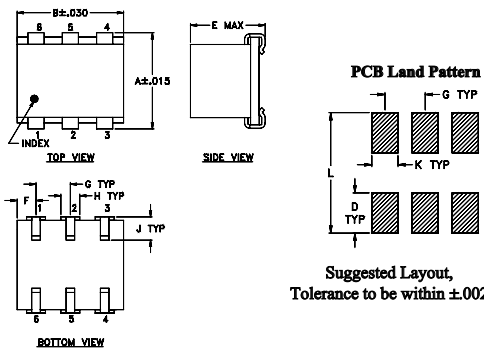 B±.030
6 5 4
A±.015
INDEX
1 2 3
TOP VIEW
E MAX
SIDE VIEW
PCB Land Pattern
G TYP
K TYP
L
D
TYP
Suggested Layout,
Tolerance to be within ±.002
G TYP
H TYP
F
1 2 3
J TYP
6 5 4
BOTTOM VIEW